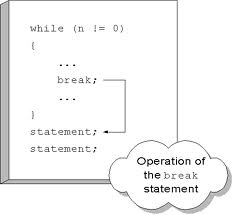 while (n != 0)
{
...
break;
...
}
statement;
statement;
Operation of
the break
statement